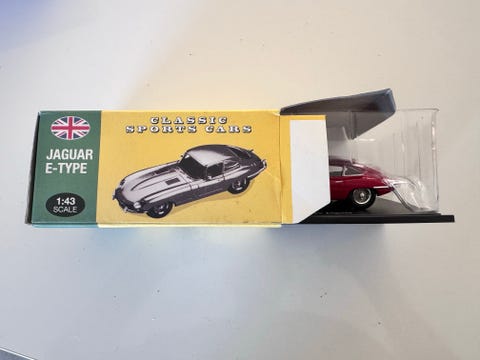 CLASSIC
SPORTS CARS
JAGUAR
E-TYPE
1:43
SCALE